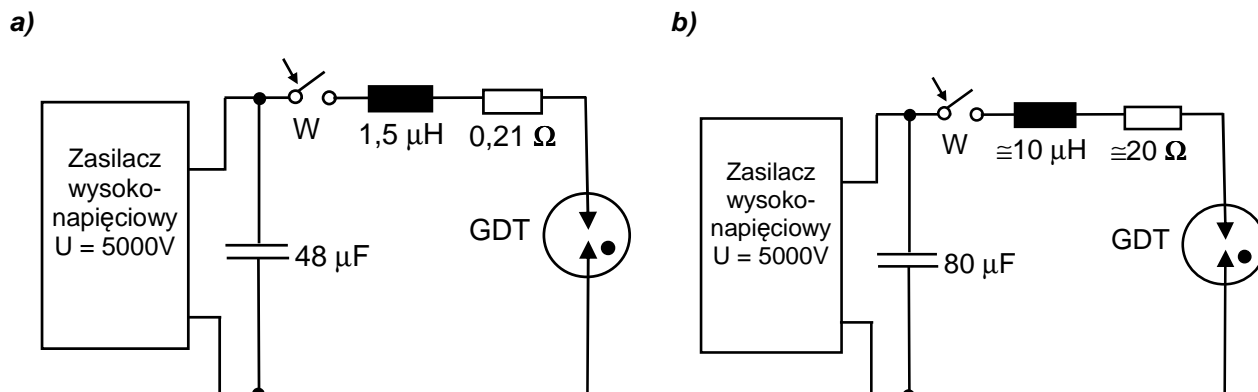 a)
Zasilacz
wysoko-
napięciowy
U = 5000V
W
1,5 μH
0,21 Ω
48 μF
GDT
b)
Zasilacz
wysoko-
napięciowy
U = 5000V
W
≅10 μH
≅20 Ω
80 μF
GDT